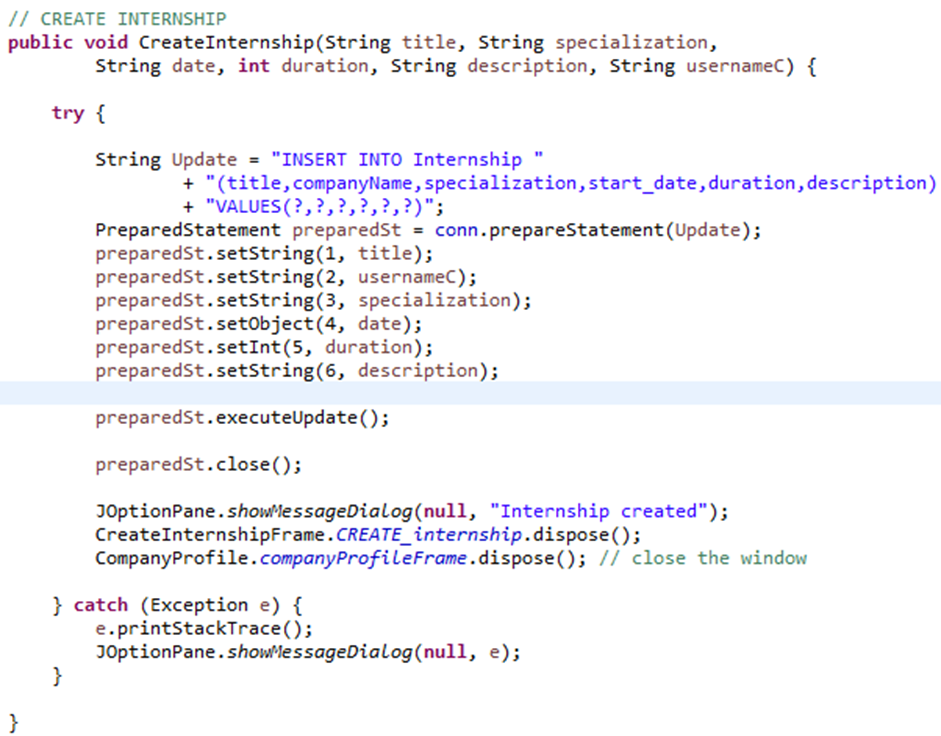 // CREATE INTERNSHIP
public void CreateInternship(String title, String specialization,
        String date, int duration, String description, String usernameC) {

    try {

        String Update = "INSERT INTO Internship "
                + "(title,companyName,specialization,start_date,duration,description)
                + "VALUES(?,?,?,?,?,?)";
        PreparedStatement preparedSt = conn.prepareStatement(Update);
        preparedSt.setString(1, title);
        preparedSt.setString(2, usernameC);
        preparedSt.setString(3, specialization);
        preparedSt.setObject(4, date);
        preparedSt.setInt(5, duration);
        preparedSt.setString(6, description);

        preparedSt.executeUpdate();

        preparedSt.close();

        JOptionPane.showMessageDialog(null, "Internship created");
        CreateInternshipFrame.CREATE_internship.dispose();
        CompanyProfile.companyProfileFrame.dispose(); // close the window

    } catch (Exception e) {
        e.printStackTrace();
        JOptionPane.showMessageDialog(null, e);
    }

}